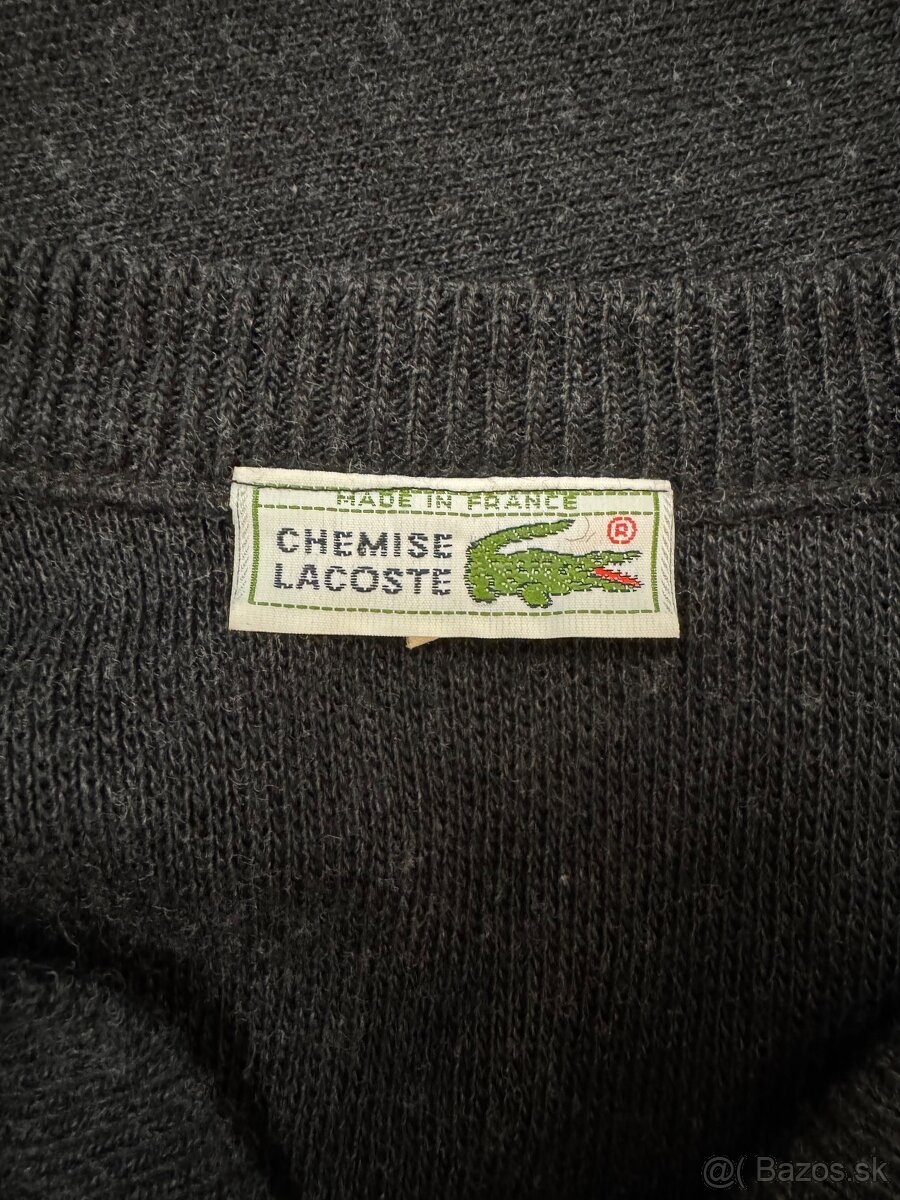 MADE IN FRANCE
CHEMISE
LACOSTE
®
@( Bazos.sk